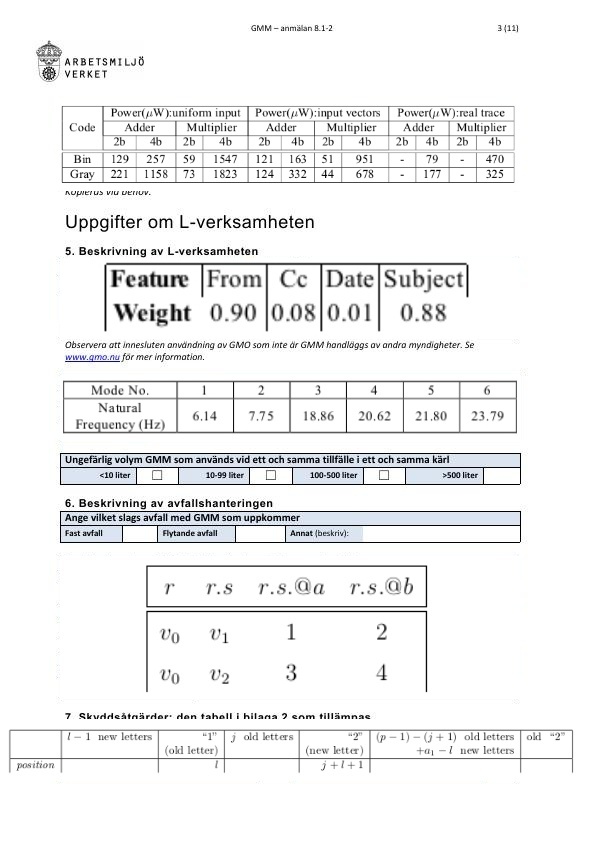 GMM – anmälan 8.1-2 3 (11)
ARBETSMILJÖ
VERKET
Power(μW):uniform input Power(μW):input vectors Power(μW):real trace
Code Adder Multiplier Adder Multiplier Adder Multiplier
2b 4b 2b 4b 2b 4b 2b 4b 2b 4b 2b 4b
Bin 129 257 59 1547 121 163 51 951 - 79 - 470
Gray 221 1158 73 1823 124 332 44 678 - 177 - 325
Kopieras vid behov.
Uppgifter om L-verksamheten
5. Beskrivning av L-verksamheten
Feature From Cc Date Subject
Weight 0.90 0.08 0.01 0.88
Observera att innesluten användning av GMO som inte är GMM handläggs av andra myndigheter. Se
www.gmo.nu för mer information.
Mode No. 1 2 3 4 5 6
Natural
Frequency (Hz) 6.14 7.75 18.86 20.62 21.80 23.79
Ungefärlig volym GMM som används vid ett och samma tillfälle i ett och samma kärl
<10 liter ☐ 10-99 liter ☐ 100-500 liter ☐ >500 liter
6. Beskrivning av avfallshanteringen
Ange vilket slags avfall med GMM som uppkommer
Fast avfall Flytande avfall Annat (beskriv):
r r.s r.s.@a r.s.@b
v₀ v₁ 1 2
v₀ v₂ 3 4
7. Skyddsåtgärder: den tabell i bilaga 2 som tillämpas
l − 1 new letters “1” j old letters “2” (p − 1) − (j + 1) old letters old “2”
(old letter) (new letter) +a₁ − l new letters
position l j + l + 1